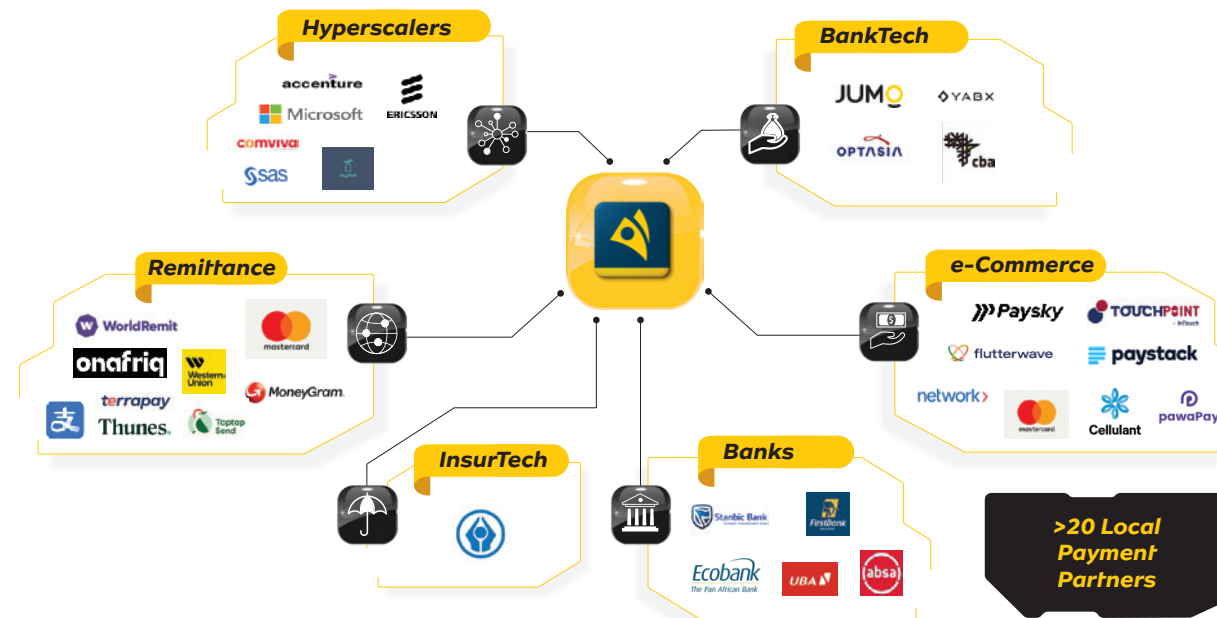 Hyperscalers
accenture
Microsoft
ERICSSON
comviva
sas
BankTech
JUMO
YABX
OPTASIA
cba
Remittance
WorldRemit
mastercard
onafriq
Western
Union
MoneyGram
terrapay
支
Thunes.
Taptap
Send
e-Commerce
Paysky
TOUCHPOINT
- InTouch
flutterwave
paystack
network
mastercard
Cellulant
pawaPay
InsurTech
Banks
Stanbic Bank
FirstBank
Ecobank
The Pan African Bank
UBA
absa
>20 Local
Payment
Partners